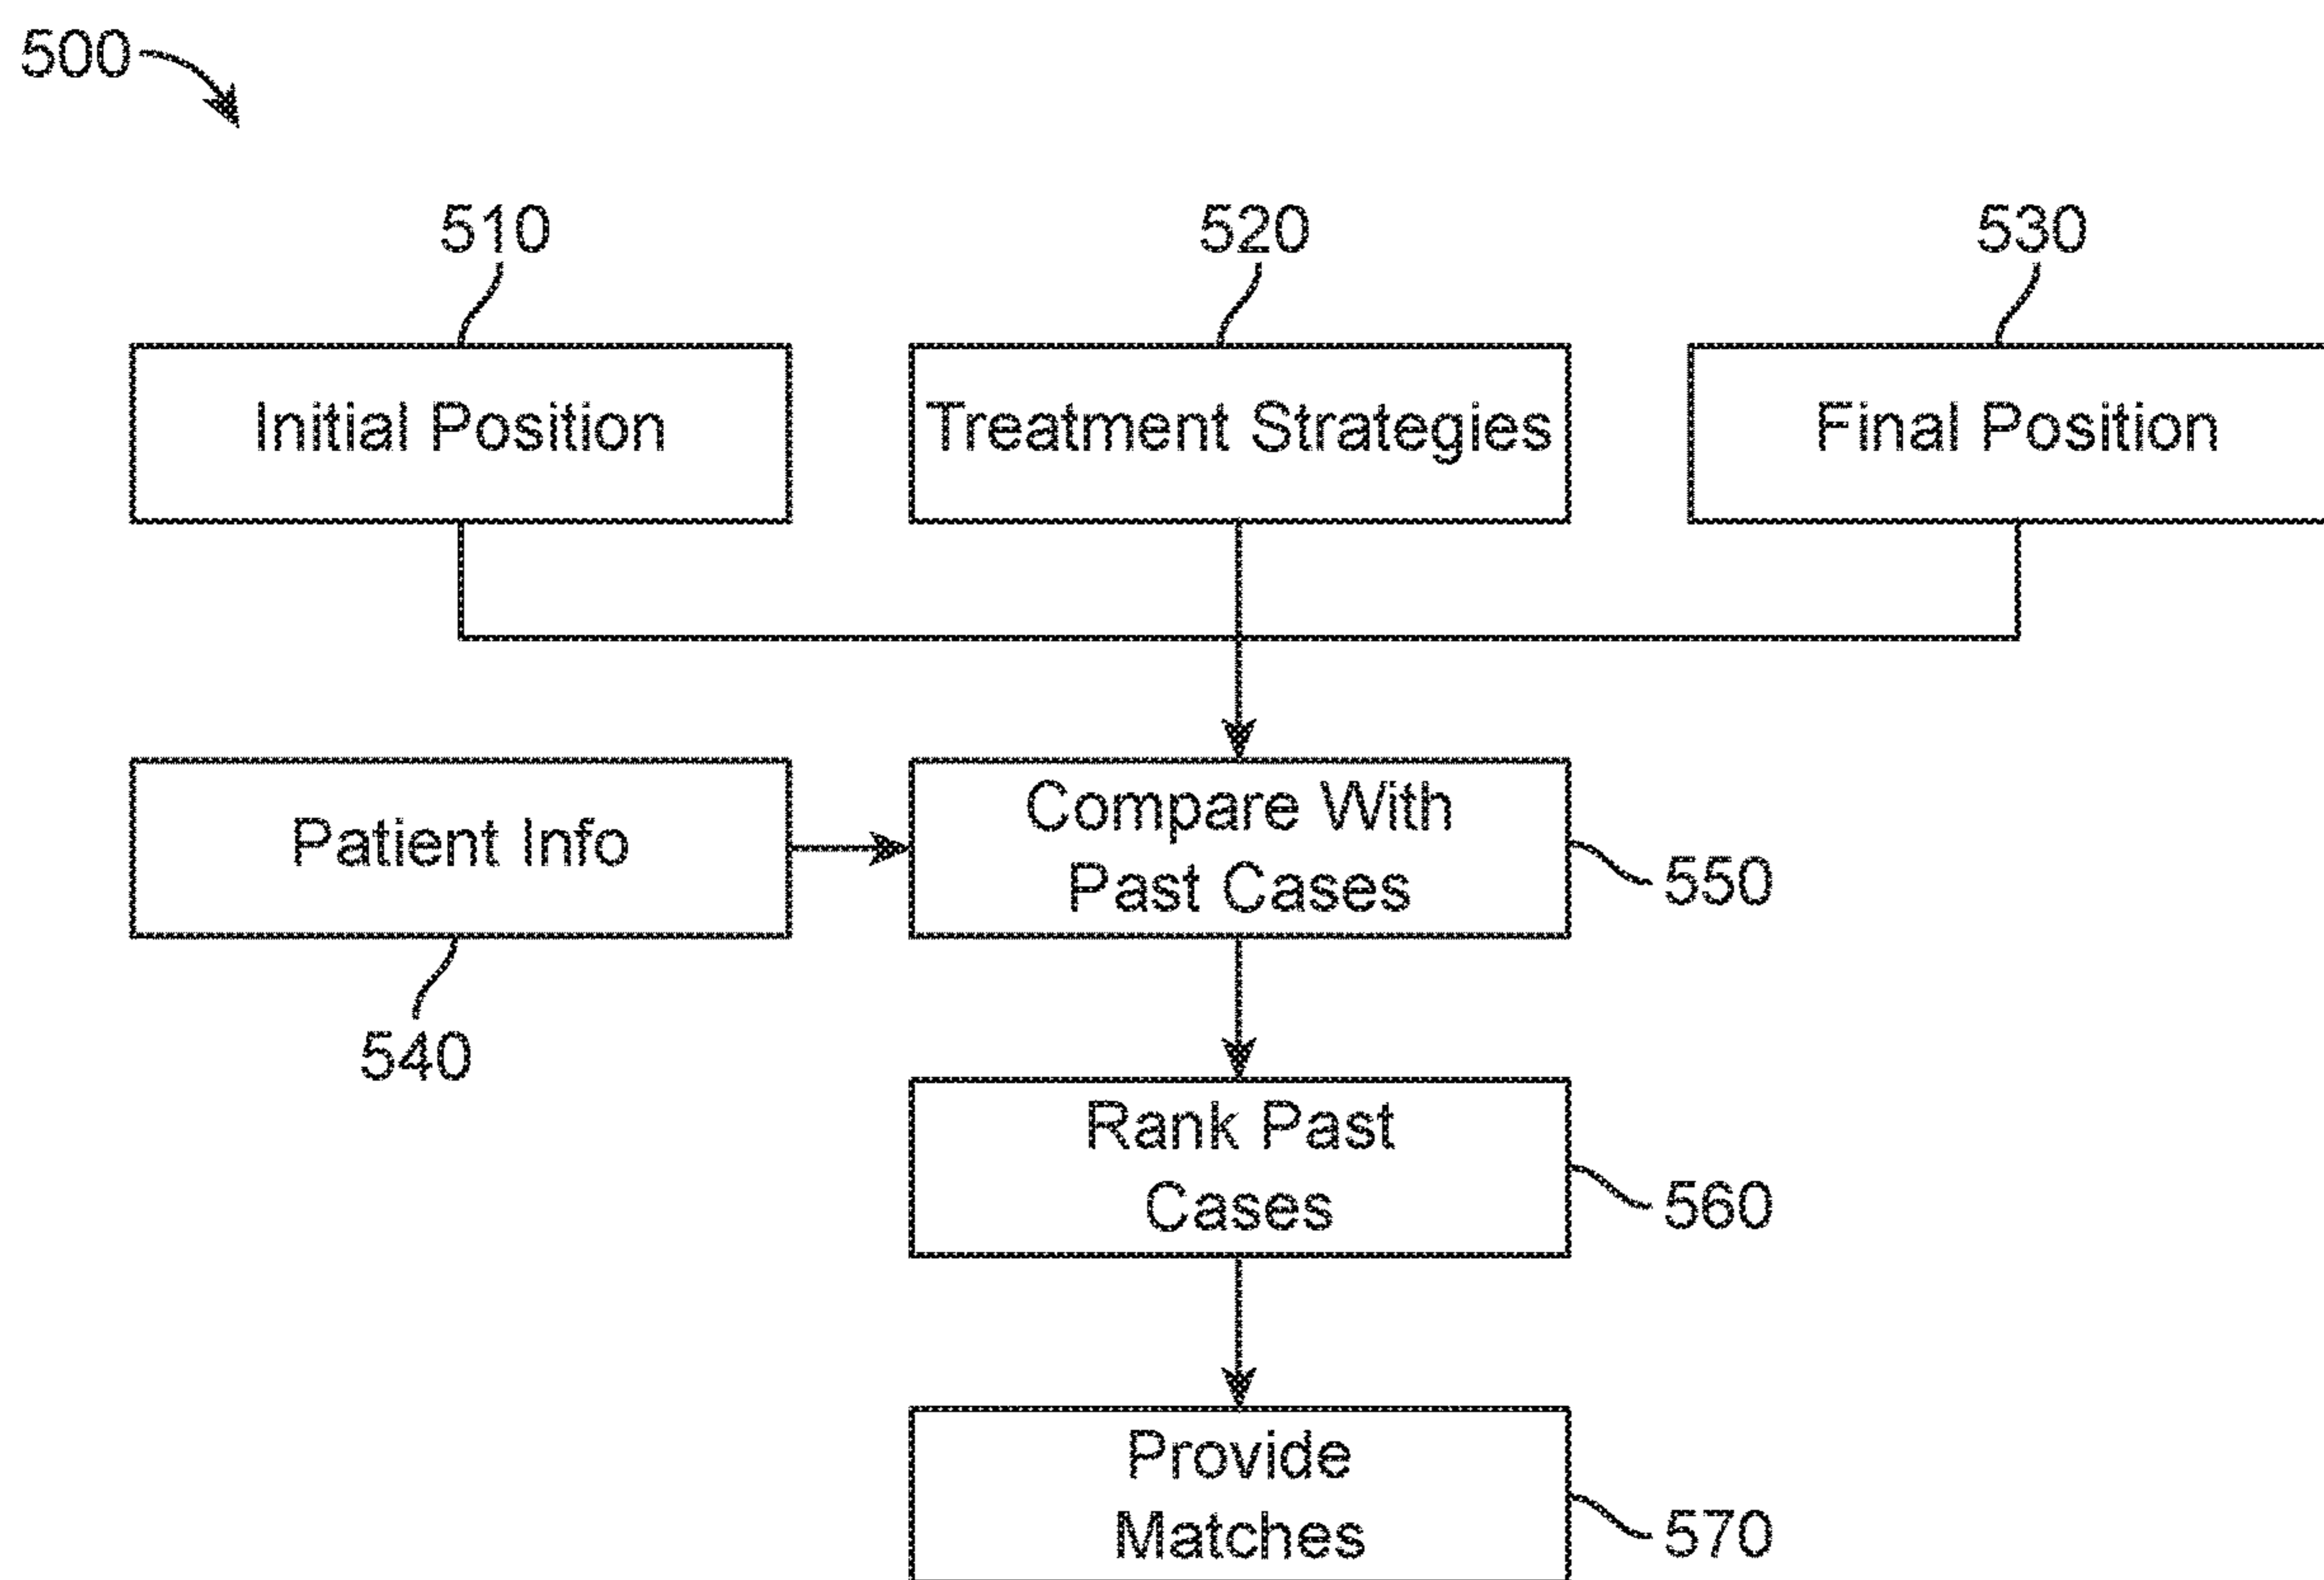 500
510
520
530
Initial Position
Treatment Strategies
Final Position
Patient Info
Compare With
Past Cases
550
540
Rank Past
Cases
560
Provide
Matches
570